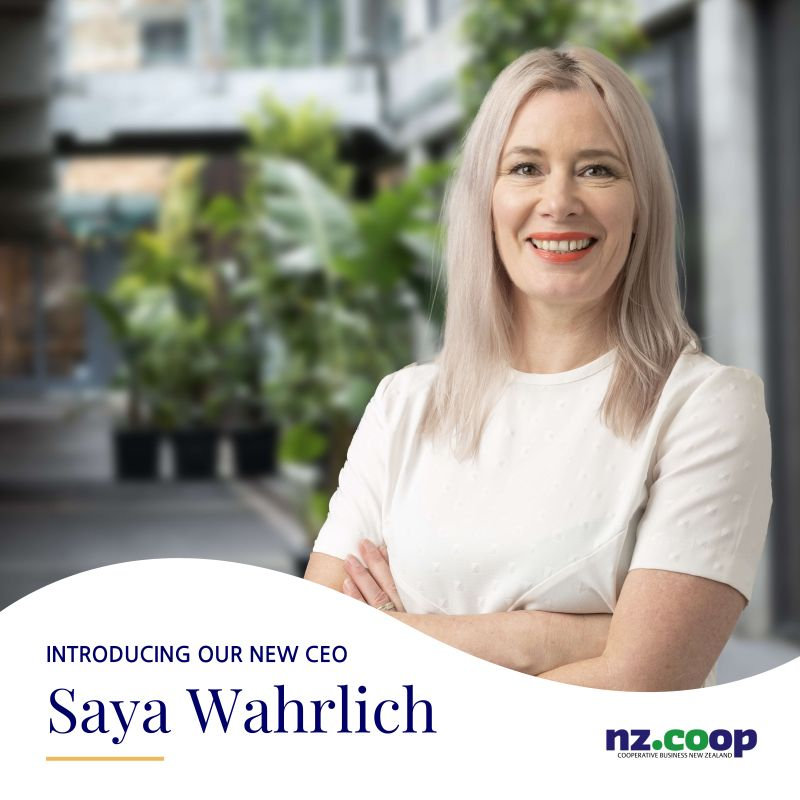 INTRODUCING OUR NEW CEO
Saya Wahrlich
nz.coop
COOPERATIVE BUSINESS NEW ZEALAND